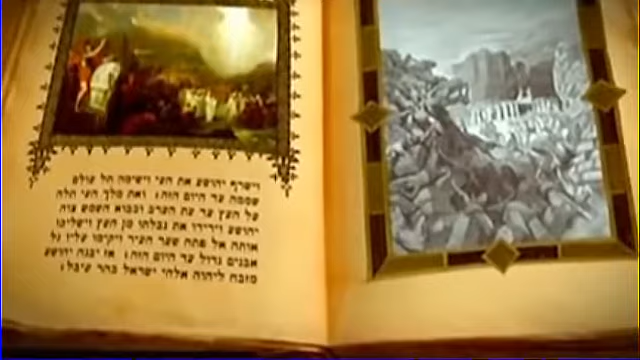 וישרף יהושע את העי וישימה תל עולם
שממה עד היום הזה: ואת מלך העי תלה
על העץ עד עת הערב וכבוא השמש צוה
יהושע וירידו את נבלתו מן העץ וישליכו
אותה אל פתח שער העיר ויקימו עליו גל
אבנים גדול עד היום הזה: אז יבנה יהושע
מזבח ליהוה אלהי ישראל בהר עיבל: